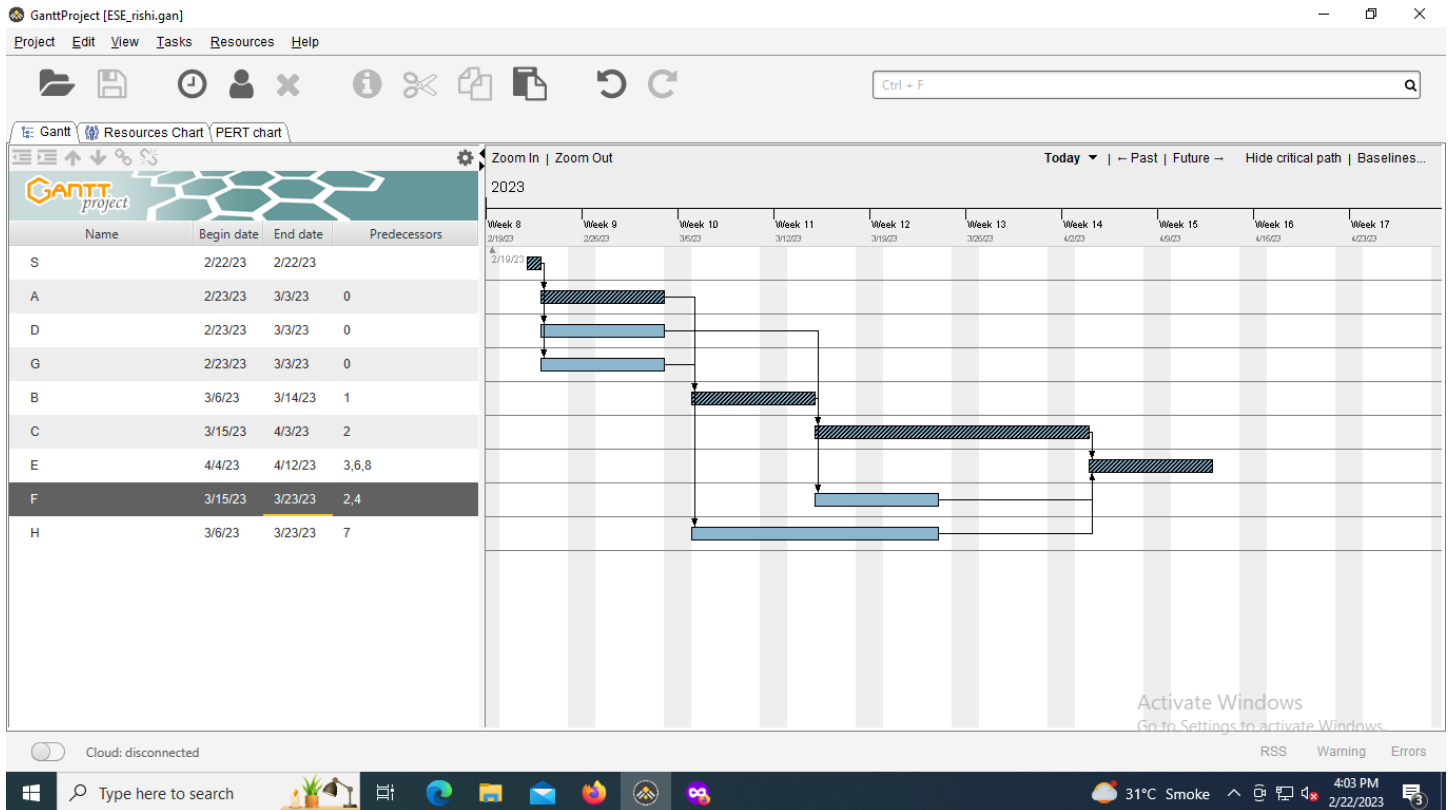 GanttProject [ESE_rishi.gan]
Project Edit View Tasks Resources Help
Ctrl + F
Gantt Resources Chart PERT chart
Zoom In | Zoom Out Today ▼ | ← Past | Future → Hide critical path | Baselines...
GANTT project
2023
Week 8 Week 9 Week 10 Week 11 Week 12 Week 13 Week 14 Week 15 Week 16 Week 17
2/19/23 2/26/23 3/5/23 3/12/23 3/19/23 3/26/23 4/2/23 4/9/23 4/16/23 4/23/23
Name Begin date End date Predecessors
2/19/23
S 2/22/23 2/22/23
A 2/23/23 3/3/23 0
D 2/23/23 3/3/23 0
G 2/23/23 3/3/23 0
B 3/6/23 3/14/23 1
C 3/15/23 4/3/23 2
E 4/4/23 4/12/23 3,6,8
F 3/15/23 3/23/23 2,4
H 3/6/23 3/23/23 7
Activate Windows
Go to Settings to activate Windows.
Cloud: disconnected RSS Warning Errors
Type here to search 31°C Smoke 4:03 PM
2/22/2023
3